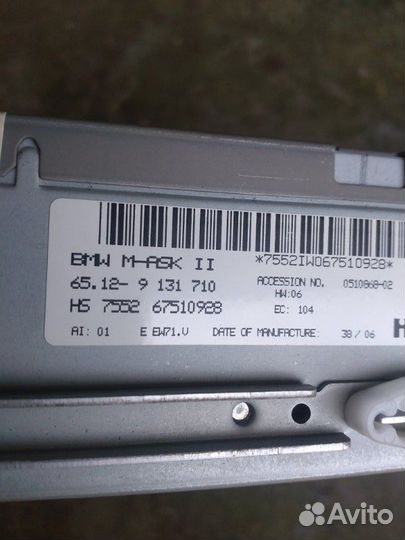 BMW M-ASK II
*7552IW067510928*
65.12- 9 131 710
ACCESSION NO. 0510868-02
HW:06
HS 7552 67510928
EC: 104
AI: 01 E EW71.V DATE OF MANUFACTURE: 38/06
H
Avito